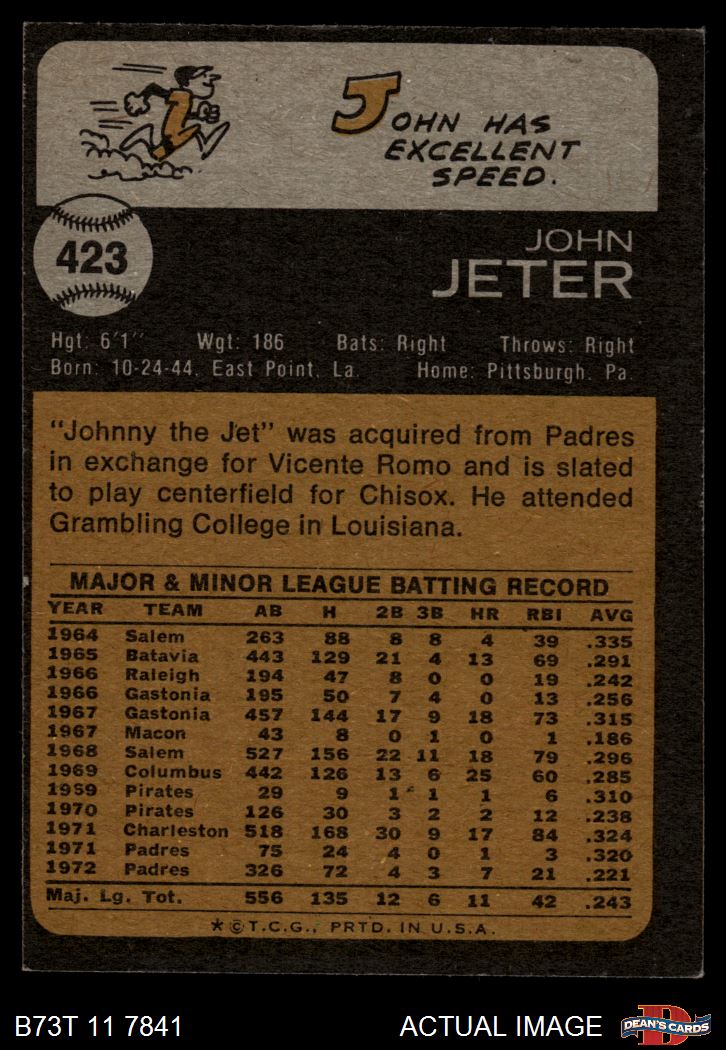 JOHN HAS
EXCELLENT
SPEED.
423
JOHN
JETER
Hgt: 6'1" Wgt: 186 Bats: Right Throws: Right
Born: 10-24-44, East Point, La. Home: Pittsburgh, Pa.
"Johnny the Jet" was acquired from Padres
in exchange for Vicente Romo and is slated
to play centerfield for Chisox. He attended
Grambling College in Louisiana.
MAJOR & MINOR LEAGUE BATTING RECORD
YEAR TEAM AB H 2B 3B HR RBI AVG
1964 Salem 263 88 8 8 4 39 .335
1965 Batavia 443 129 21 4 13 69 .291
1966 Raleigh 194 47 8 0 0 19 .242
1966 Gastonia 195 50 7 4 0 13 .256
1967 Gastonia 457 144 17 9 18 73 .315
1967 Macon 43 8 0 1 0 1 .186
1968 Salem 527 156 22 11 18 79 .296
1969 Columbus 442 126 13 6 25 60 .285
1959 Pirates 29 9 1 1 1 6 .310
1970 Pirates 126 30 3 2 2 12 .238
1971 Charleston 518 168 30 9 17 84 .324
1971 Padres 75 24 4 0 1 3 .320
1972 Padres 326 72 4 3 7 21 .221
Maj. Lg. Tot. 556 135 12 6 11 42 .243
*©T.C.G., PRTD. IN U.S.A.
B73T 11 7841 ACTUAL IMAGE D DEAN'S CARDS